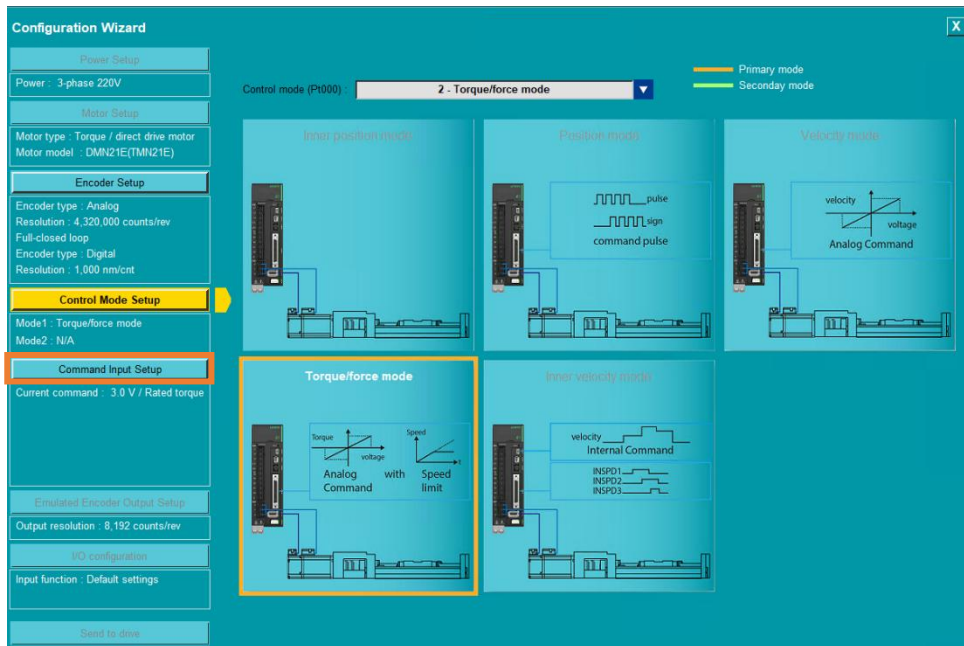 Configuration Wizard
X
Power Setup
Power : 3-phase 220V
Motor Setup
Motor type : Torque / direct drive motor
Motor model : DMN21E(TMN21E)
Encoder Setup
Encoder type : Analog
Resolution : 4,320,000 counts/rev
Full-closed loop
Encoder type : Digital
Resolution : 1,000 nm/cnt
Control Mode Setup
Mode1 : Torque/force mode
Mode2 : N/A
Command Input Setup
Current command : 3.0 V / Rated torque
Emulated Encoder Output Setup
Output resolution : 8,192 counts/rev
I/O configuration
Input function : Default settings
Send to drive
Control mode (Pt000) :
2 - Torque/force mode
Primary mode
Seconday mode
Inner position mode
Position mode
pulse
sign
command pulse
Velocity mode
velocity
voltage
Analog Command
Torque/force mode
Torque
voltage
Speed
t
Analog with Speed
Command limit
Inner velocity mode
velocity
Internal Command
INSPD1
INSPD2
INSPD3